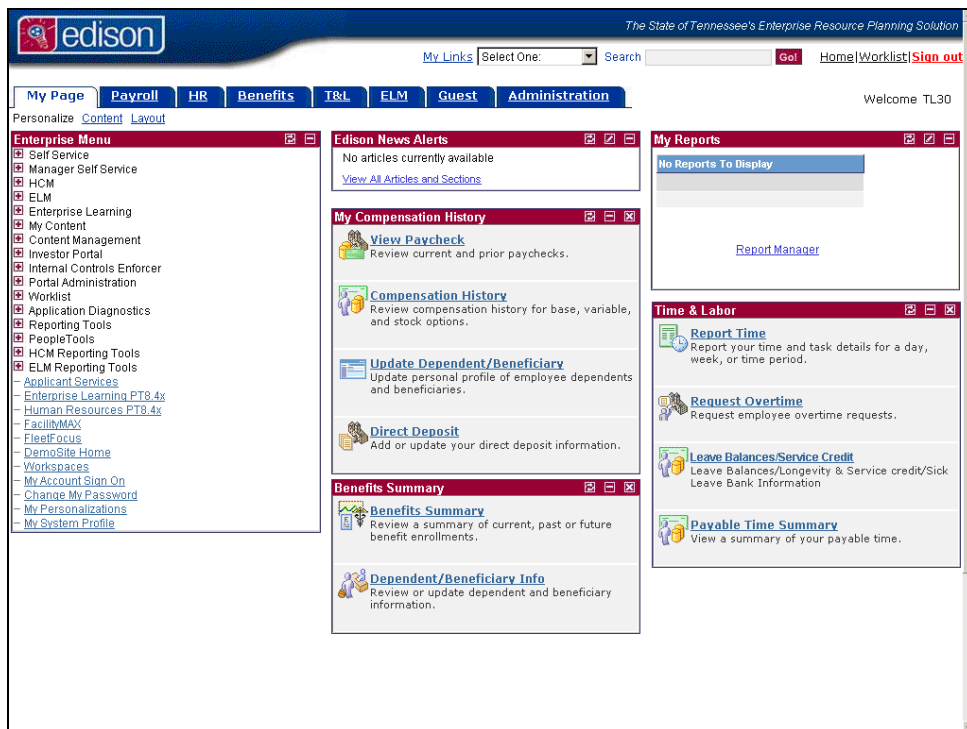 edison
The State of Tennessee's Enterprise Resource Planning Solution
My Links Select One: Search Go! Home|Worklist|Sign out
My Page Payroll HR Benefits T&L ELM Guest Administration
Welcome TL30
Personalize Content Layout
Enterprise Menu
Self Service
Manager Self Service
HCM
ELM
Enterprise Learning
My Content
Content Management
Investor Portal
Internal Controls Enforcer
Portal Administration
Worklist
Application Diagnostics
Reporting Tools
PeopleTools
HCM Reporting Tools
ELM Reporting Tools
Applicant Services
Enterprise Learning PT8.4x
Human Resources PT8.4x
FacilityMAX
FleetFocus
DemoSite Home
Workspaces
My Account Sign On
Change My Password
My Personalizations
My System Profile
Edison News Alerts
No articles currently available
View All Articles and Sections
My Compensation History
View Paycheck
Review current and prior paychecks.
Compensation History
Review compensation history for base, variable,
and stock options.
Update Dependent/Beneficiary
Update personal profile of employee dependents
and beneficiaries.
Direct Deposit
Add or update your direct deposit information.
Benefits Summary
Benefits Summary
Review a summary of current, past or future
benefit enrollments.
Dependent/Beneficiary Info
Review or update dependent and beneficiary
information.
My Reports
No Reports To Display
Report Manager
Time & Labor
Report Time
Report your time and task details for a day,
week, or time period.
Request Overtime
Request employee overtime requests.
Leave Balances/Service Credit
Leave Balances/Longevity & Service credit/Sick
Leave Bank Information
Payable Time Summary
View a summary of your payable time.